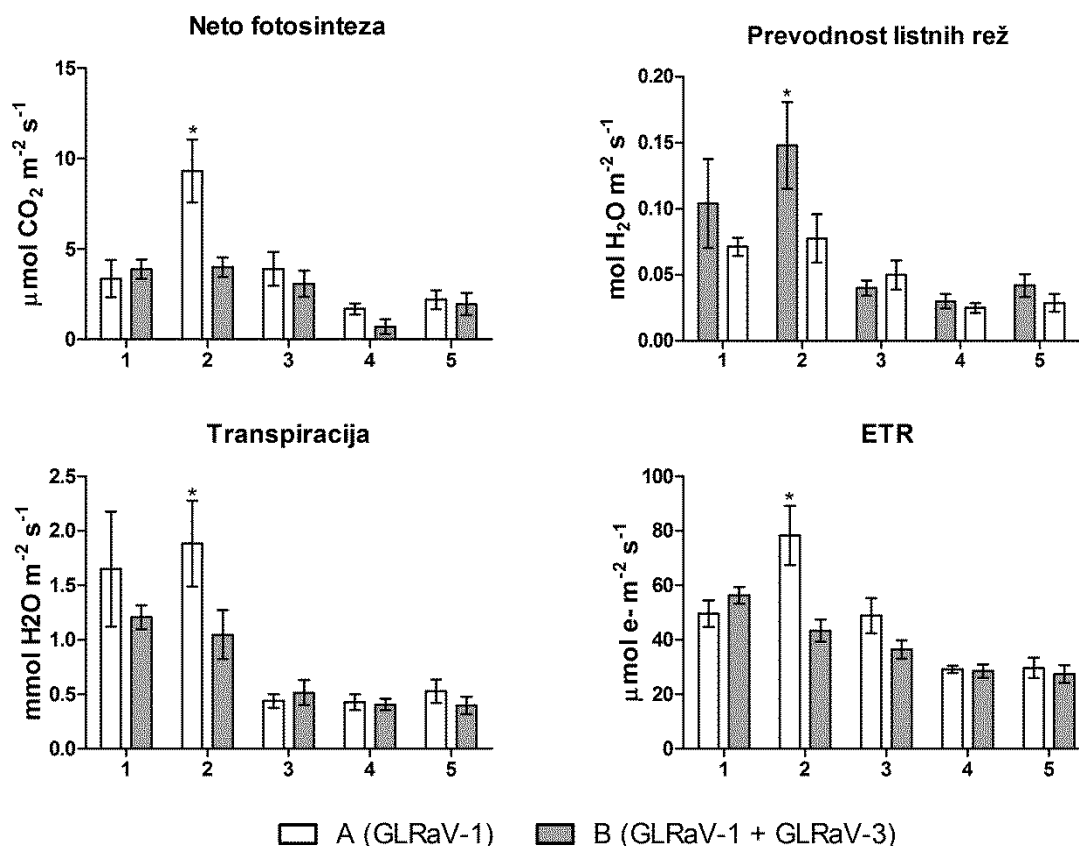 Neto fotosinteza
μmol CO₂ m⁻² s⁻¹
15
10
5
0
*
1 2 3 4 5
Prevodnost listnih rež
mol H₂O m⁻² s⁻¹
0.20
0.15
0.10
0.05
0.00
*
1 2 3 4 5
Transpiracija
mmol H2O m⁻² s⁻¹
2.5
2.0
1.5
1.0
0.5
0.0
*
1 2 3 4 5
ETR
μmol e- m⁻² s⁻¹
100
80
60
40
20
0
*
1 2 3 4 5
A (GLRaV-1) B (GLRaV-1 + GLRaV-3)